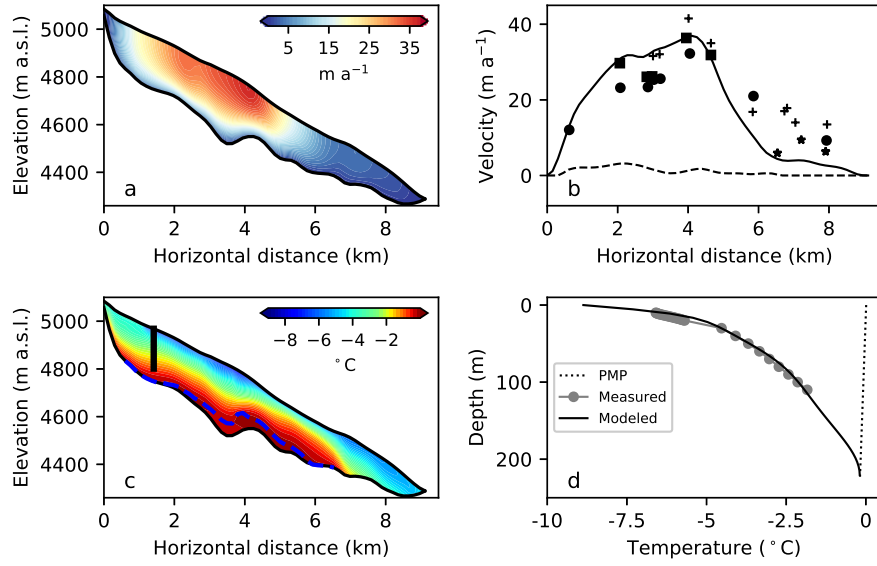 5000
4800
4600
4400
Elevation (m a.s.l.)
5 15 25 35
m a⁻¹
a
0 2 4 6 8
Horizontal distance (km)
40
20
0
Velocity (m a⁻¹)
b
0 2 4 6 8
Horizontal distance (km)
5000
4800
4600
4400
Elevation (m a.s.l.)
−8 −6 −4 −2
°C
c
0 2 4 6 8
Horizontal distance (km)
0
100
200
Depth (m)
PMP
Measured
Modeled
d
-10 -7.5 -5 -2.5 0
Temperature (°C)